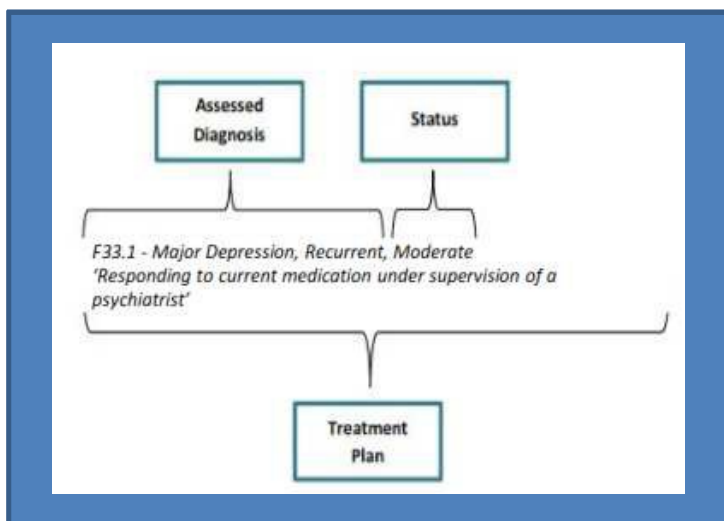 Assessed
Diagnosis
Status
F33.1 - Major Depression, Recurrent, Moderate
‘Responding to current medication under supervision of a
psychiatrist’
Treatment
Plan